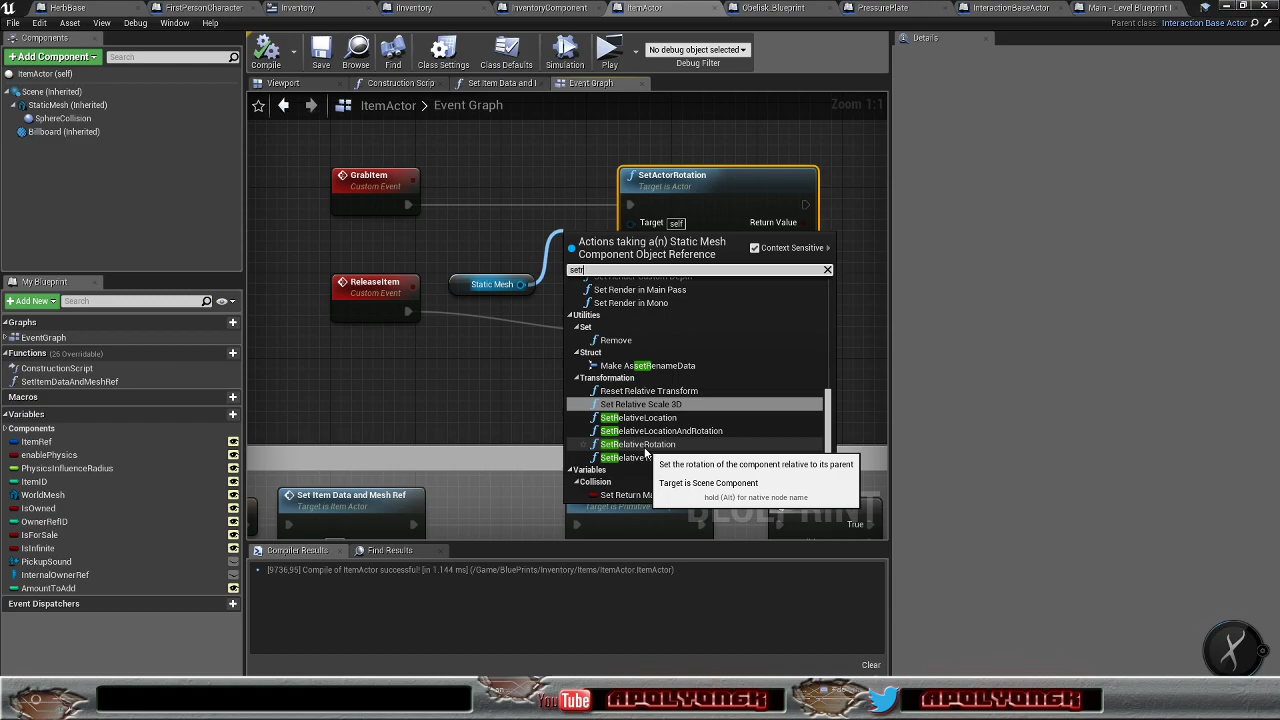 HerbBase
FirstPersonCharacter
Inventory
IInventory
InventoryComponent
ItemActor
Obelisk_Blueprint
PressurePlate
InteractionBaseActor
Main - Level Blueprint
File Edit Asset View Debug Window Help
Parent class: Interaction Base Actor
Components
+Add Component
Search
ItemActor (self)
Scene (Inherited)
StaticMesh (Inherited)
SphereCollision
Billboard (Inherited)
Compile
Save
Browse
Find
Class Settings
Class Defaults
Simulation
Play
No debug object selected
Debug Filter
Details
Viewport
Construction Scrip
Set Item Data and I
Event Graph
ItemActor > Event Graph
Zoom 1:1
GrabItem
Custom Event
SetActorRotation
Target is Actor
Target self
Return Value
ReleaseItem
Custom Event
Static Mesh
Actions taking a(n) Static Mesh
Component Object Reference
Context Sensitive
setr
Set Render in Main Pass
Set Render in Mono
Utilities
Set
Remove
Struct
Make AssetRenameData
Transformation
Reset Relative Transform
Set Relative Scale 3D
SetRelativeLocation
SetRelativeLocationAndRotation
SetRelativeRotation
Set the rotation of the component relative to its parent
Target is Scene Component
hold (Alt) for native node name
Variables
Collision
Set Item Data and Mesh Ref
Target is Item Actor
Target is Primitive
True
My Blueprint
+Add New
Search
Graphs
EventGraph
Functions (26 Overridable)
ConstructionScript
SetItemDataAndMeshRef
Macros
Variables
Components
ItemRef
enablePhysics
PhysicsInfluenceRadius
ItemID
WorldMesh
IsOwned
OwnerRefID
IsForSale
IsInfinite
PickupSound
InternalOwnerRef
AmountToAdd
Event Dispatchers
Compiler Results
Find Results
[9736,95] Compile of ItemActor successful! [in 1,144 ms] (/Game/BluePrints/Inventory/Items/ItemActor.ItemActor)
Clear
YouTube
APOLYONGK
APOLYONGK